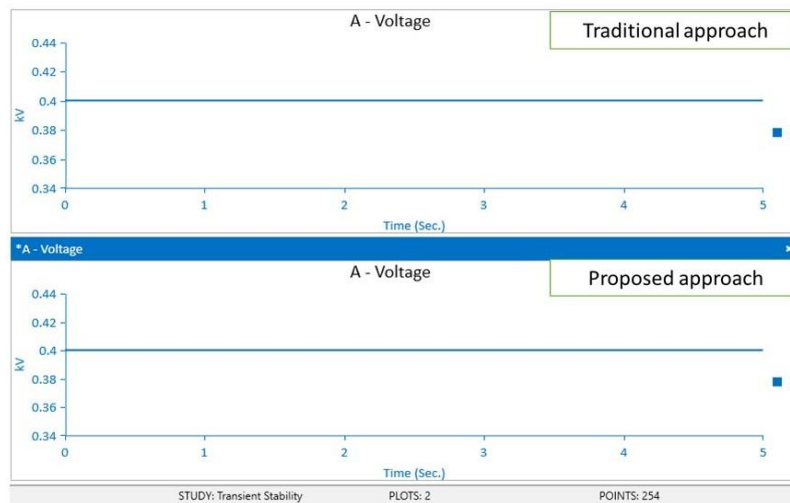 A - Voltage
Traditional approach
0.44
0.42
0.4
0.38
0.36
0.34
kV
0 1 2 3 4 5
Time (Sec.)
*A - Voltage
A - Voltage
Proposed approach
0.44
0.42
0.4
0.38
0.36
0.34
kV
0 1 2 3 4 5
Time (Sec.)
STUDY: Transient Stability PLOTS: 2 POINTS: 254